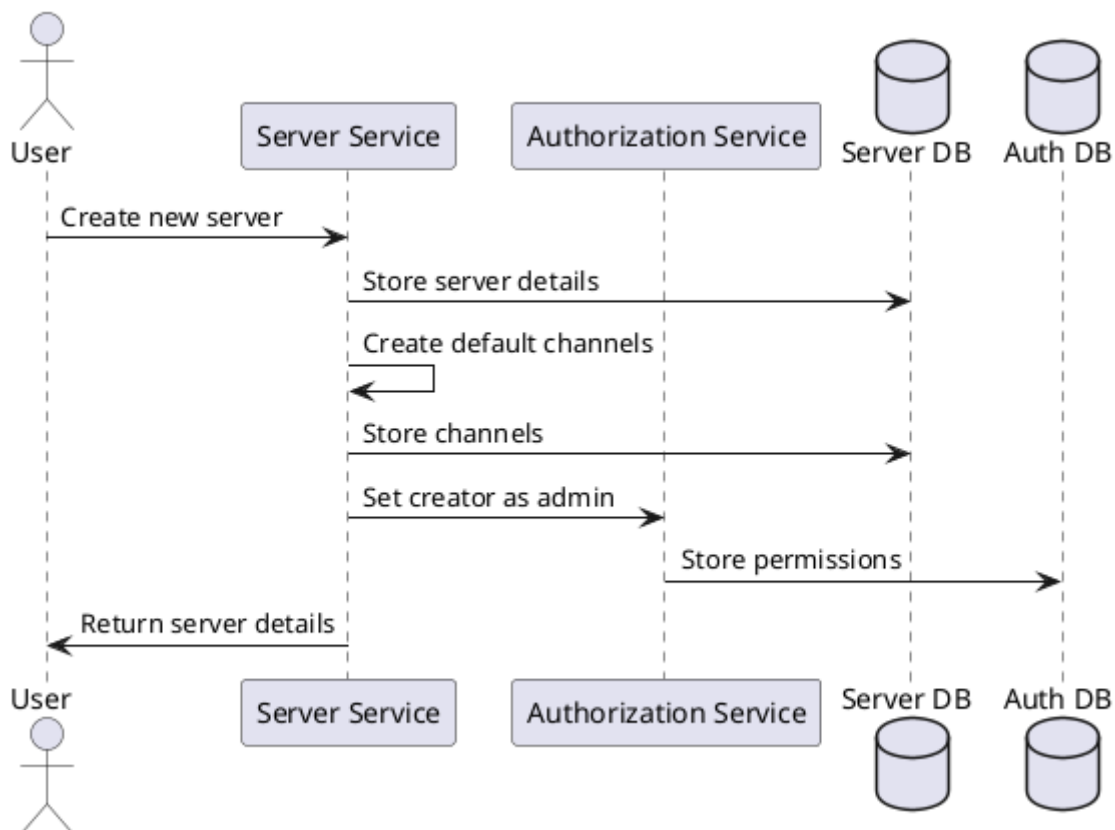 User
Server Service
Authorization Service
Server DB
Auth DB
Create new server
Store server details
Create default channels
Store channels
Set creator as admin
Store permissions
Return server details
User
Server Service
Authorization Service
Server DB
Auth DB